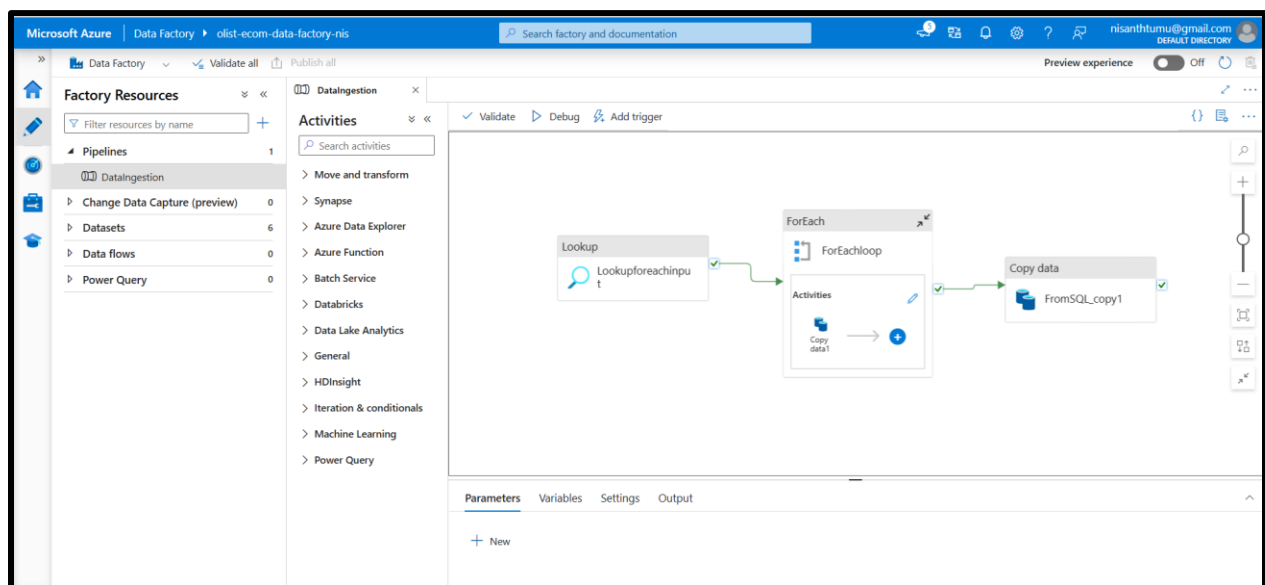 Microsoft Azure Data Factory olist-ecom-data-factory-nis
Search factory and documentation
5
nisanthtumu@gmail.com
DEFAULT DIRECTORY
Data Factory
Validate all
Publish all
Preview experience
Off
Factory Resources
Filter resources by name
Pipelines 1
DataIngestion
Change Data Capture (preview) 0
Datasets 6
Data flows 0
Power Query 0
DataIngestion
Activities
Search activities
Move and transform
Synapse
Azure Data Explorer
Azure Function
Batch Service
Databricks
Data Lake Analytics
General
HDInsight
Iteration & conditionals
Machine Learning
Power Query
Validate
Debug
Add trigger
Lookup
Lookupforeachinpu
t
ForEach
ForEachloop
Activities
Copy
data1
Copy data
FromSQL_copy1
Parameters Variables Settings Output
New